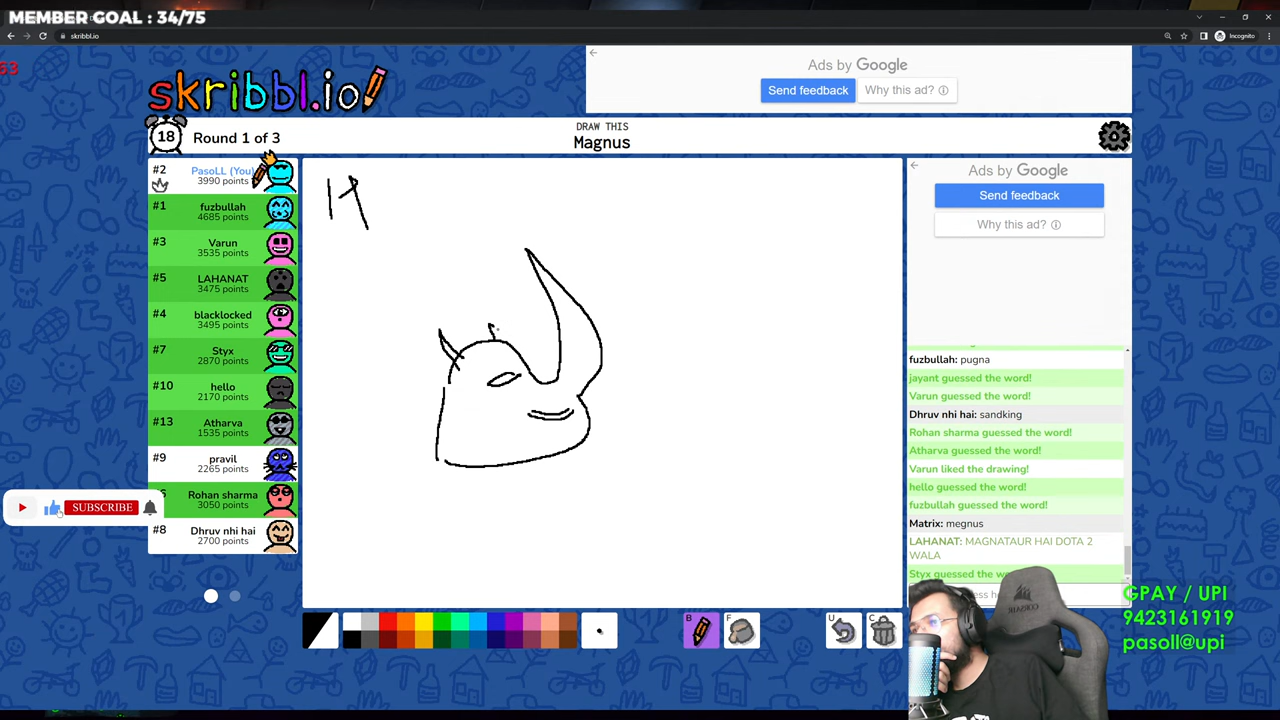 MEMBER GOAL : 34/75
skribbl.io
Incognito
53
skribbl.io
Ads by Google
Send feedback
Why this ad?
18
Round 1 of 3
DRAW THIS
Magnus
#2
PasoLL (You)
3990 points
#1
fuzbullah
4685 points
#3
Varun
3535 points
#5
LAHANAT
3475 points
#4
blacklocked
3495 points
#7
Styx
2870 points
#10
hello
2170 points
#13
Atharva
1535 points
#9
pravil
2265 points
Rohan sharma
3050 points
#8
Dhruv nhi hai
2700 points
SUBSCRIBE
Ads by Google
Send feedback
Why this ad?
fuzbullah: pugna
jayant guessed the word!
Varun guessed the word!
Dhruv nhi hai: sandking
Rohan sharma guessed the word!
Atharva guessed the word!
Varun liked the drawing!
hello guessed the word!
fuzbullah guessed the word!
Matrix: megnus
LAHANAT: MAGNATAUR HAI DOTA 2
WALA
Styx guessed the
B
F
U
C
CORSAIR
GPAY / UPI
9423161919
pasoll@upi